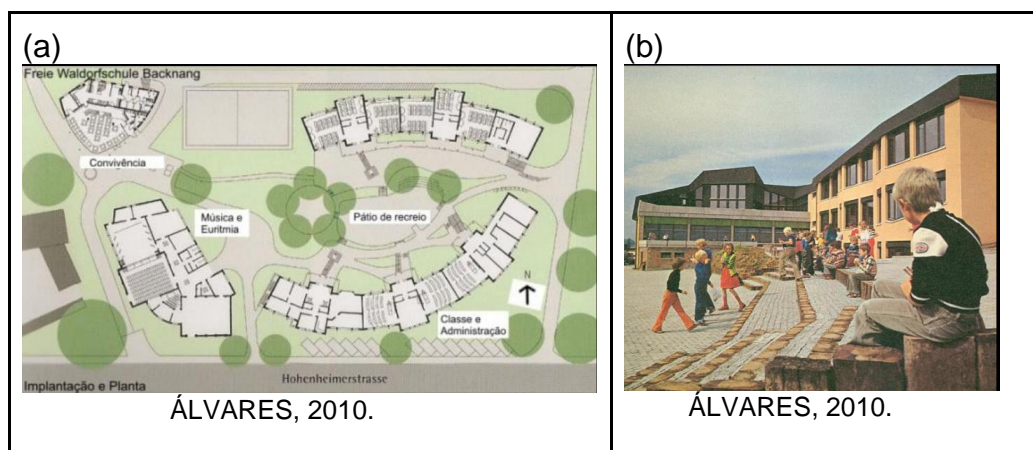 (a)
Freie Waldorfschule Backnang
Convivência
Música e
Euritmia
Pátio de recreio
N
Classe e
Administração
Hohenheimerstrasse
Implantação e Planta
ÁLVARES, 2010.
(b)
ÁLVARES, 2010.